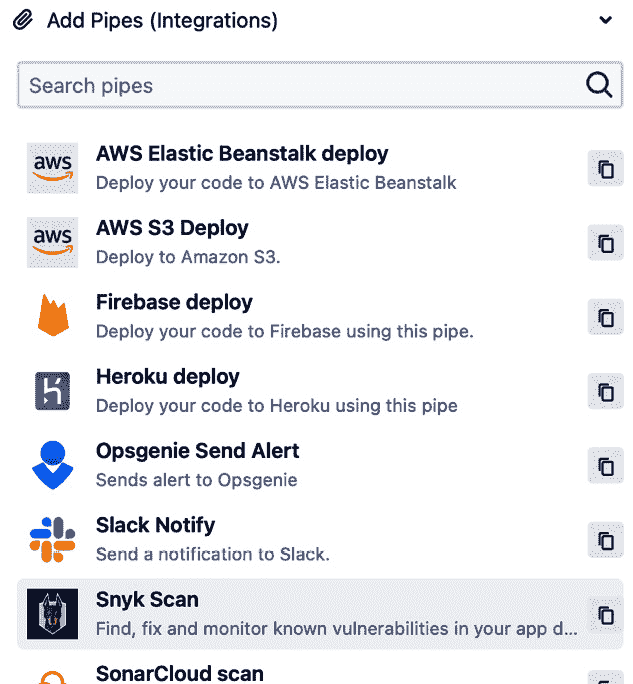 Add Pipes (Integrations)
Search pipes
aws
AWS Elastic Beanstalk deploy
Deploy your code to AWS Elastic Beanstalk
aws
AWS S3 Deploy
Deploy to Amazon S3.
Firebase deploy
Deploy your code to Firebase using this pipe.
Heroku deploy
Deploy your code to Heroku using this pipe
Opsgenie Send Alert
Sends alert to Opsgenie
Slack Notify
Send a notification to Slack.
Snyk Scan
Find, fix and monitor known vulnerabilities in your app d...
SonarCloud scan